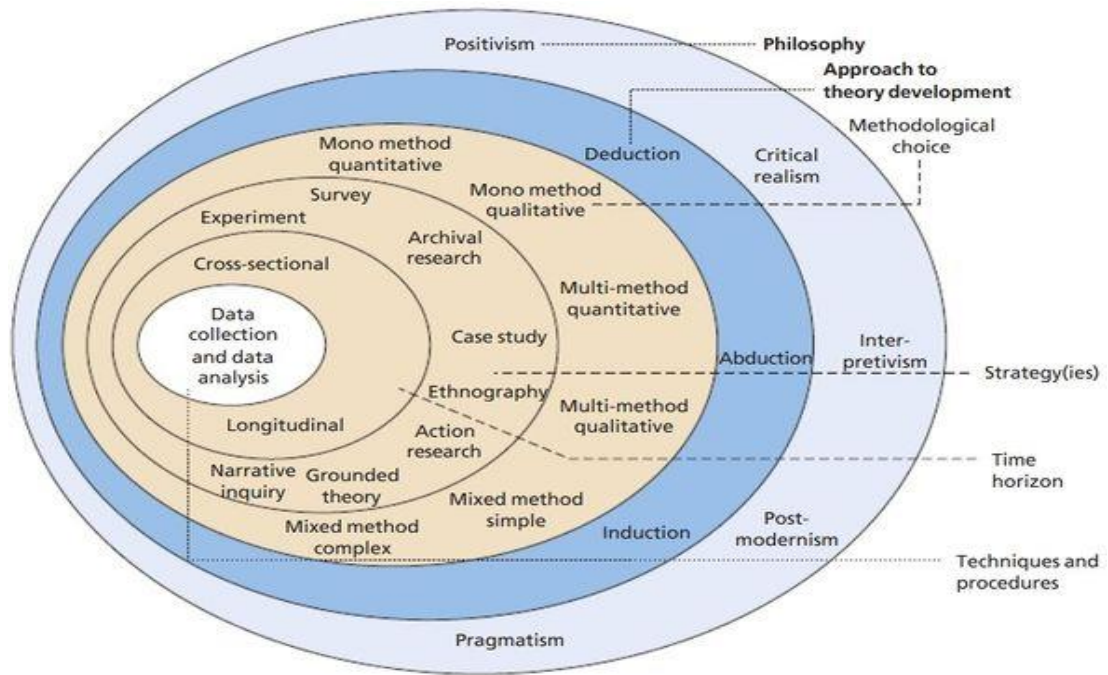 Positivism
Philosophy
Approach to
theory development
Methodological
choice
Mono method
quantitative
Deduction
Critical
realism
Survey
Mono method
qualitative
Experiment
Archival
research
Cross-sectional
Multi-method
quantitative
Data
collection
and data
analysis
Case study
Abduction
Inter-
pretivism
Strategy(ies)
Ethnography
Multi-method
qualitative
Longitudinal
Action
research
Narrative
inquiry
Grounded
theory
Time
horizon
Mixed method
simple
Mixed method
complex
Induction
Post-
modernism
Techniques and
procedures
Pragmatism